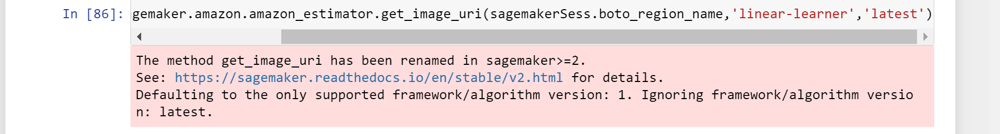 In [86]: gemaker.amazon.amazon_estimator.get_image_uri(sagemakerSess.boto_region_name,'linear-learner','latest')
The method get_image_uri has been renamed in sagemaker>=2.
See: https://sagemaker.readthedocs.io/en/stable/v2.html for details.
Defaulting to the only supported framework/algorithm version: 1. Ignoring framework/algorithm versio
n: latest.